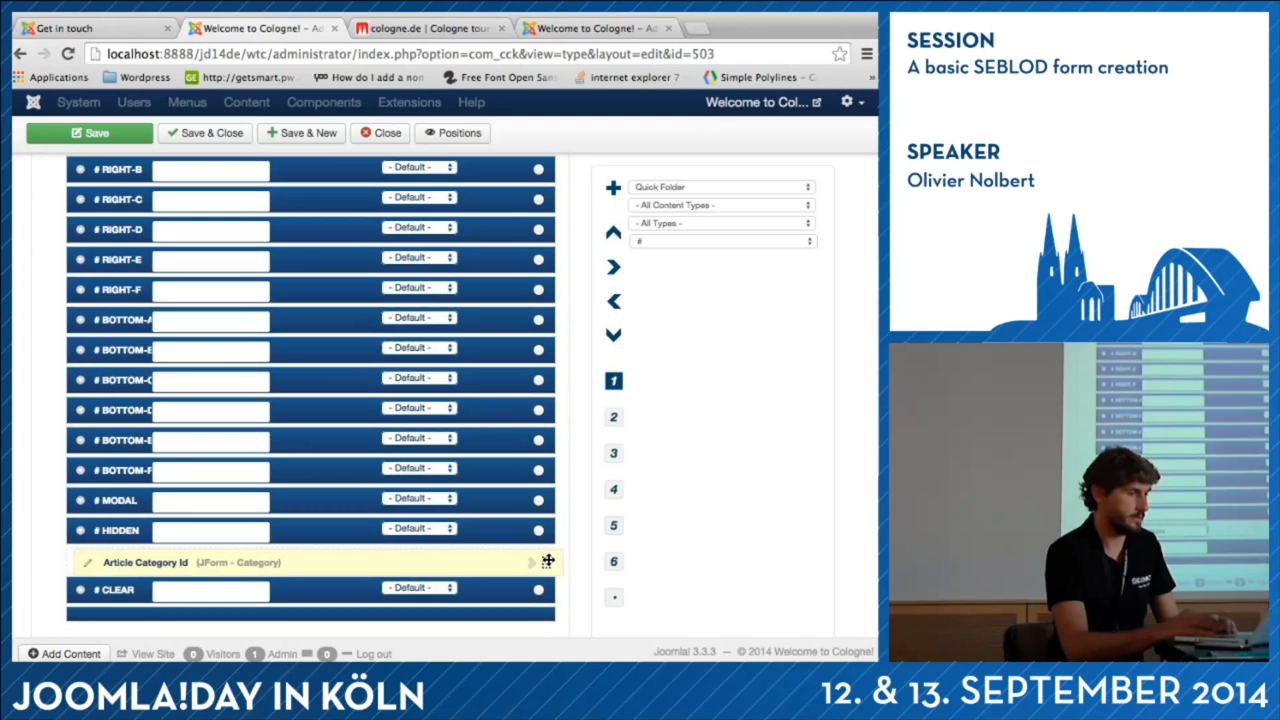 Get in touch
Welcome to Cologne! - Ad
cologne.de | Cologne tour
Welcome to Cologne! - Ad
localhost:8888/jd14de/wtc/administrator/index.php?option=com_cck&view=type&layout=edit&id=503
Applications
Wordpress
http://getsmart.pw
How do I add a non
Free Font Open San
internet explorer 7
Simple Polylines - G
»
System
Users
Menus
Content
Components
Extensions
Help
Welcome to Col...
Save
Save & Close
Save & New
Close
Positions
# RIGHT-B
- Default -
# RIGHT-C
- Default -
# RIGHT-D
- Default -
# RIGHT-E
- Default -
# RIGHT-F
- Default -
# BOTTOM-A
- Default -
# BOTTOM-B
- Default -
# BOTTOM-C
- Default -
# BOTTOM-D
- Default -
# BOTTOM-E
- Default -
# BOTTOM-F
- Default -
# MODAL
- Default -
# HIDDEN
- Default -
Article Category Id (JForm - Category)
# CLEAR
- Default -
Quick Folder
- All Content Types -
- All Types -
#
1
2
3
4
5
6
Add Content
View Site
0 Visitors
1 Admin
0
Log out
Joomla! 3.3.3 — © 2014 Welcome to Cologne!
SESSION
A basic SEBLOD form creation
SPEAKER
Olivier Nolbert
JOOMLA!DAY IN KÖLN
12. & 13. SEPTEMBER 2014